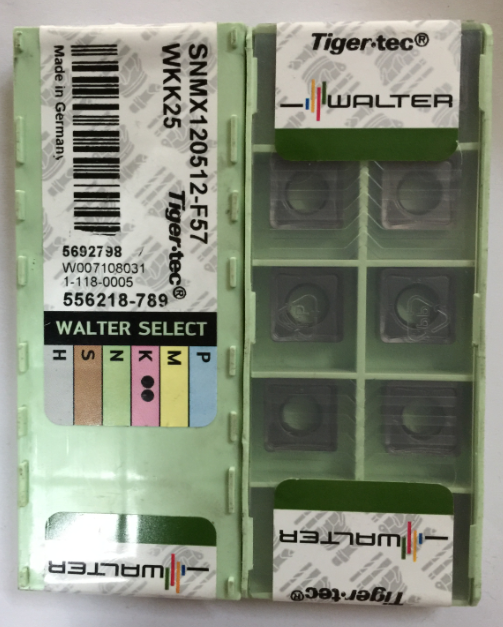 SNMX120512-F57
WKK25
Tiger·tec®
Made in Germany
5692798
W007108031
1-118-0005
556218-789
WALTER SELECT
H S N K M P
WALTER
Tiger·tec®
WALTER
WALTER
Tiger·tec®